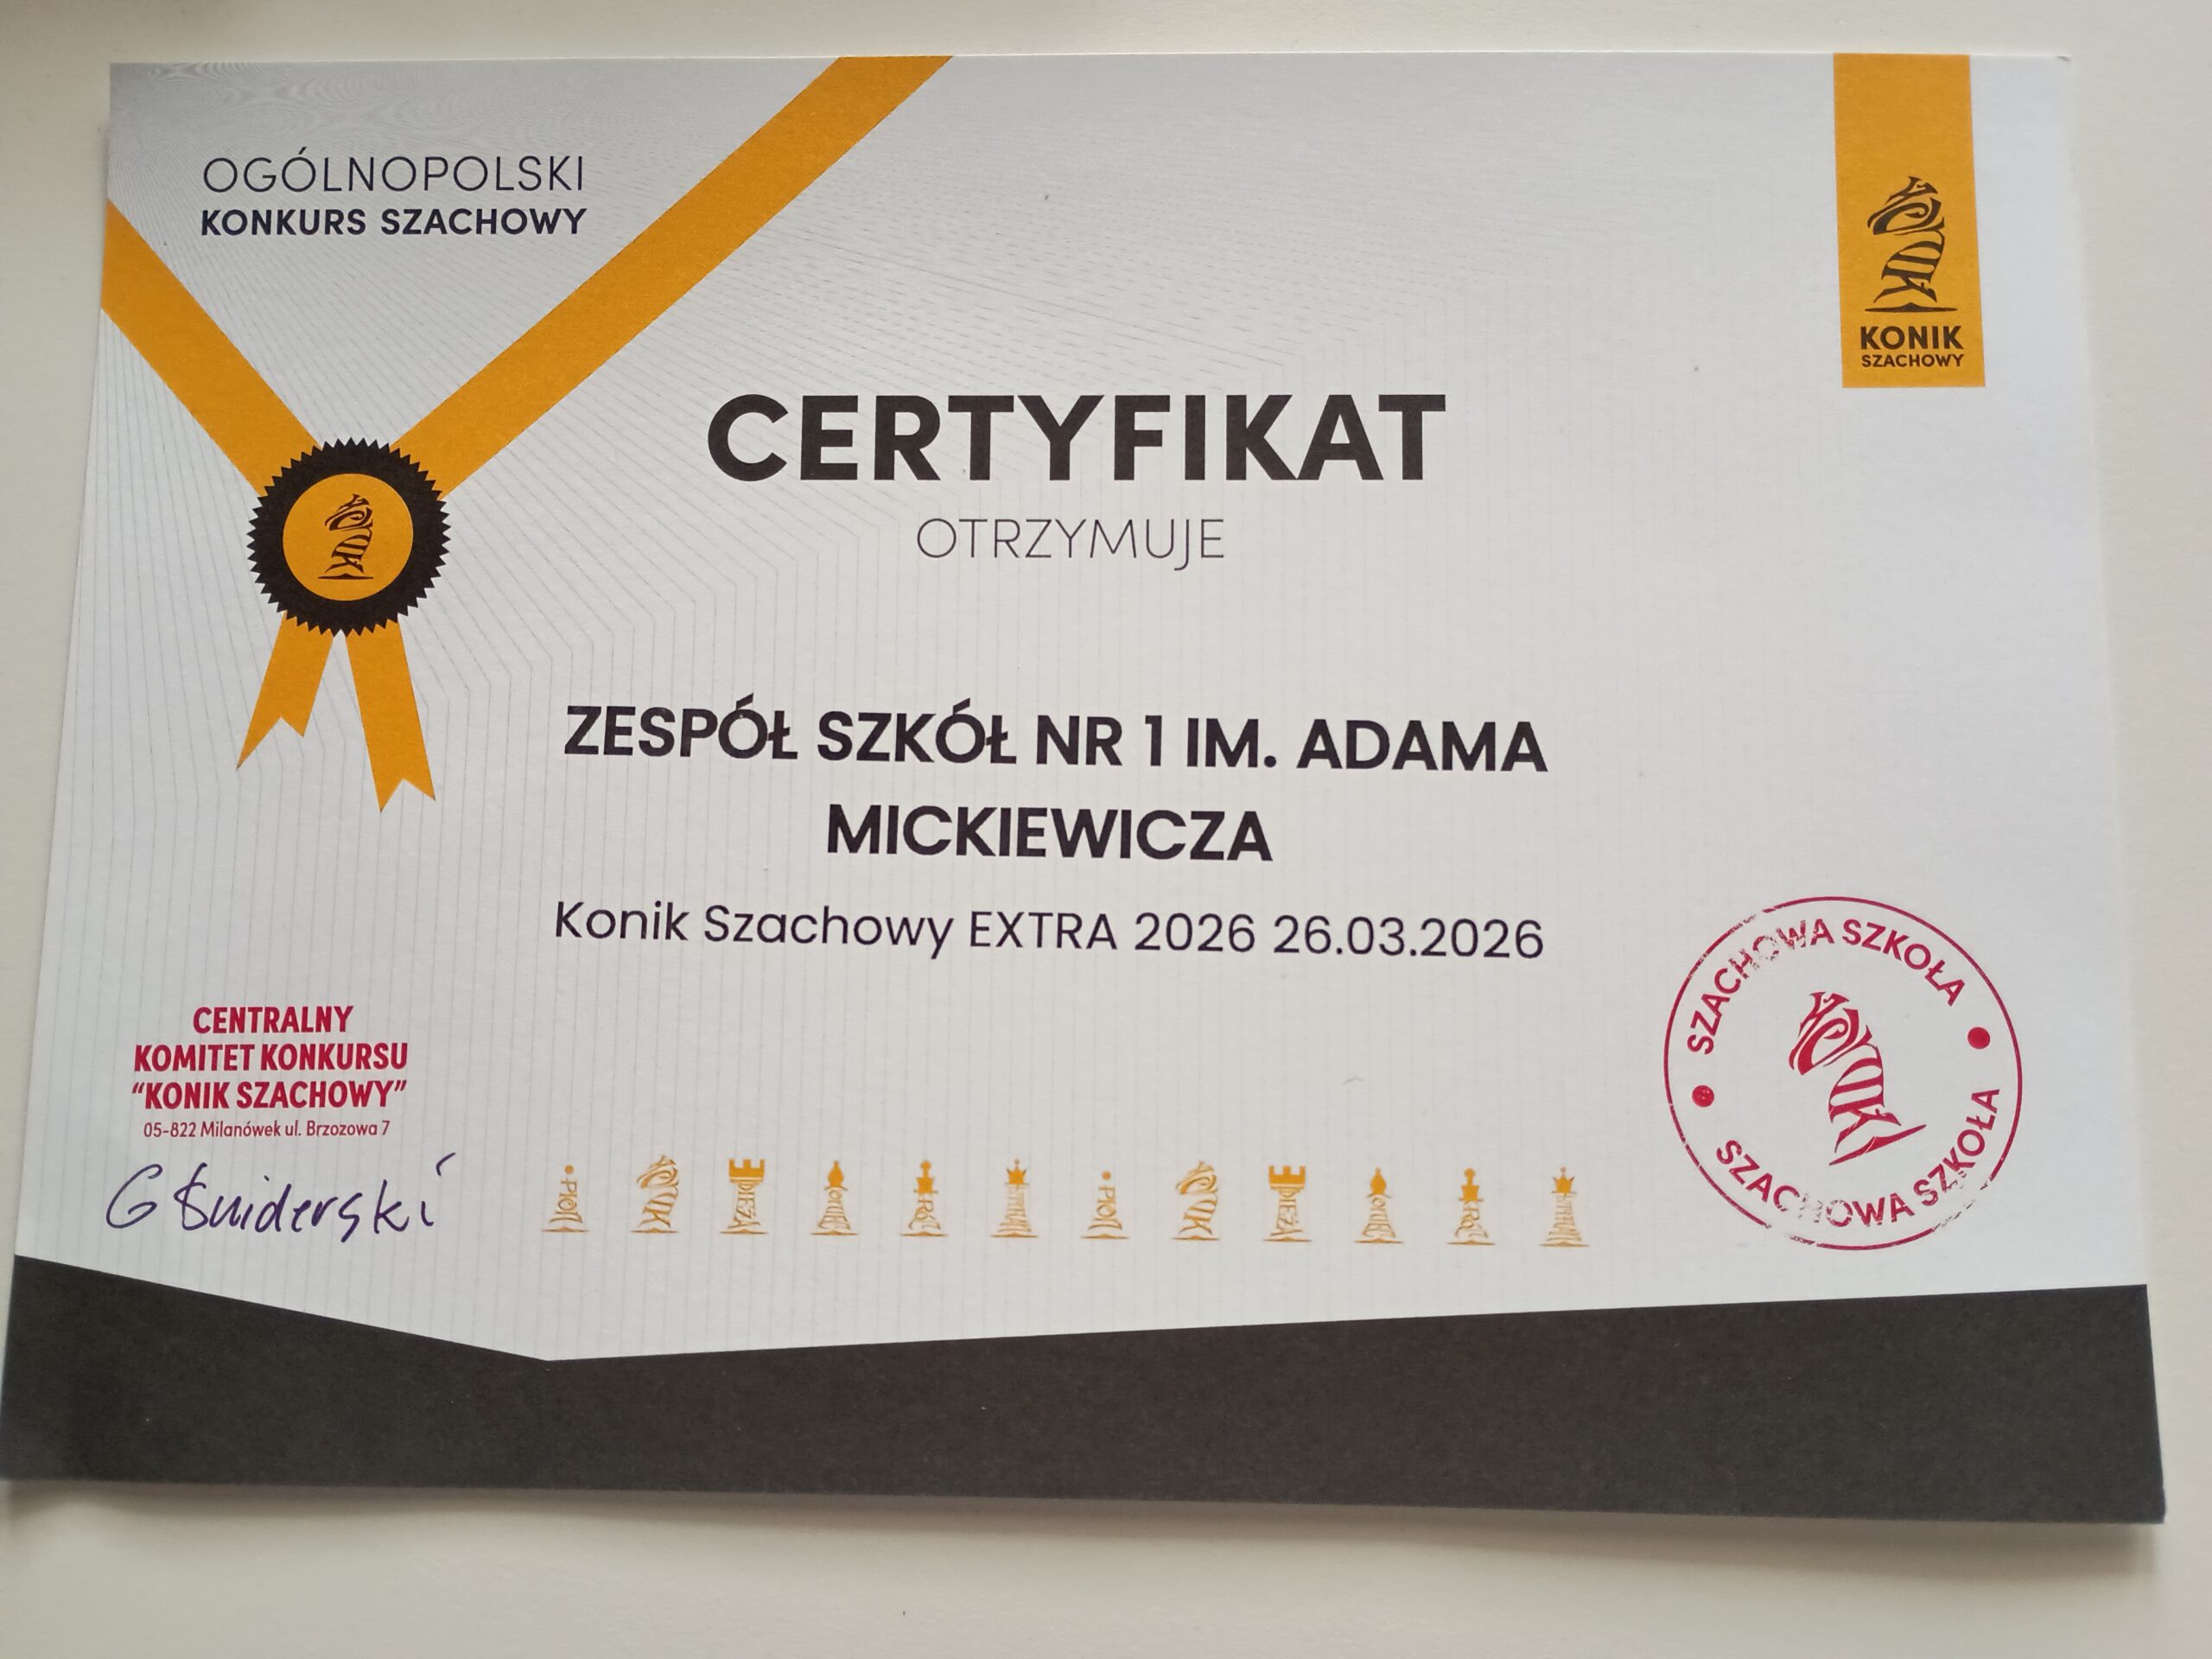 OGÓLNOPOLSKI
KONKURS SZACHOWY
KONIK
SZACHOWY
CERTYFIKAT
OTRZYMUJE
ZESPÓŁ SZKÓŁ NR 1 IM. ADAMA
MICKIEWICZA
Konik Szachowy EXTRA 2026 26.03.2026
CENTRALNY
KOMITET KONKURSU
“KONIK SZACHOWY”
05-822 Milanówek ul. Brzozowa 7
SZACHOWA SZKOŁA
SZACHOWA SZKOŁA